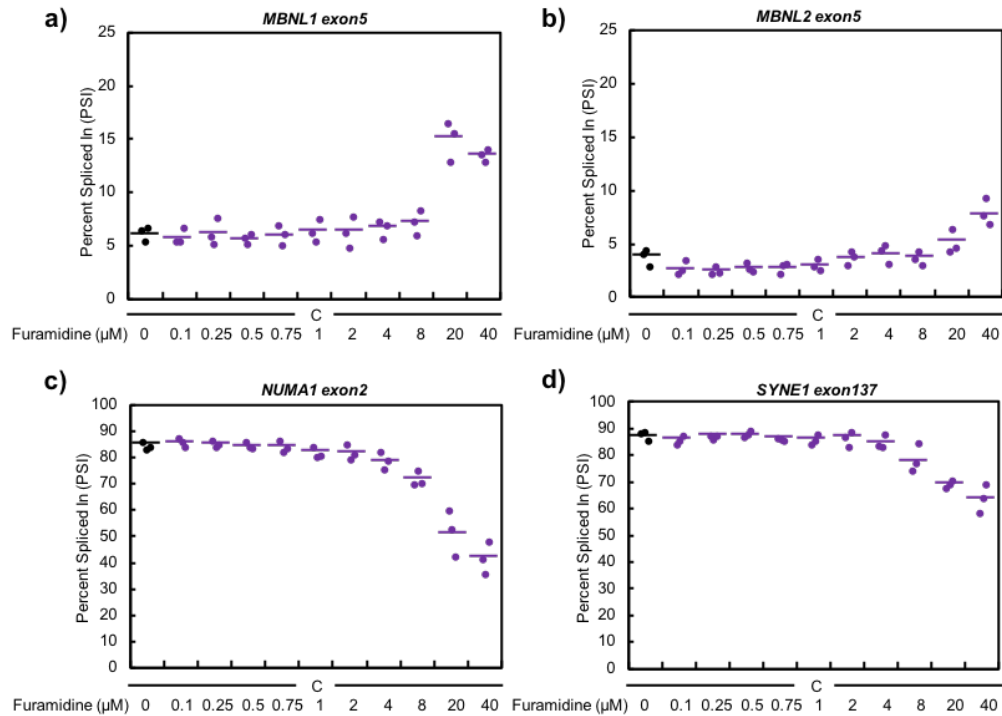 a)
MBNL1 exon5
Percent Spliced In (PSI)
25
20
15
10
5
0
C
Furamidine (µM) 0 0.1 0.25 0.5 0.75 1 2 4 8 20 40
b)
MBNL2 exon5
Percent Spliced In (PSI)
25
20
15
10
5
0
C
Furamidine (µM) 0 0.1 0.25 0.5 0.75 1 2 4 8 20 40
c)
NUMA1 exon2
Percent Spliced In (PSI)
100
90
80
70
60
50
40
30
20
10
0
C
Furamidine (µM) 0 0.1 0.25 0.5 0.75 1 2 4 8 20 40
d)
SYNE1 exon137
Percent Spliced In (PSI)
100
90
80
70
60
50
40
30
20
10
0
C
Furamidine (µM) 0 0.1 0.25 0.5 0.75 1 2 4 8 20 40